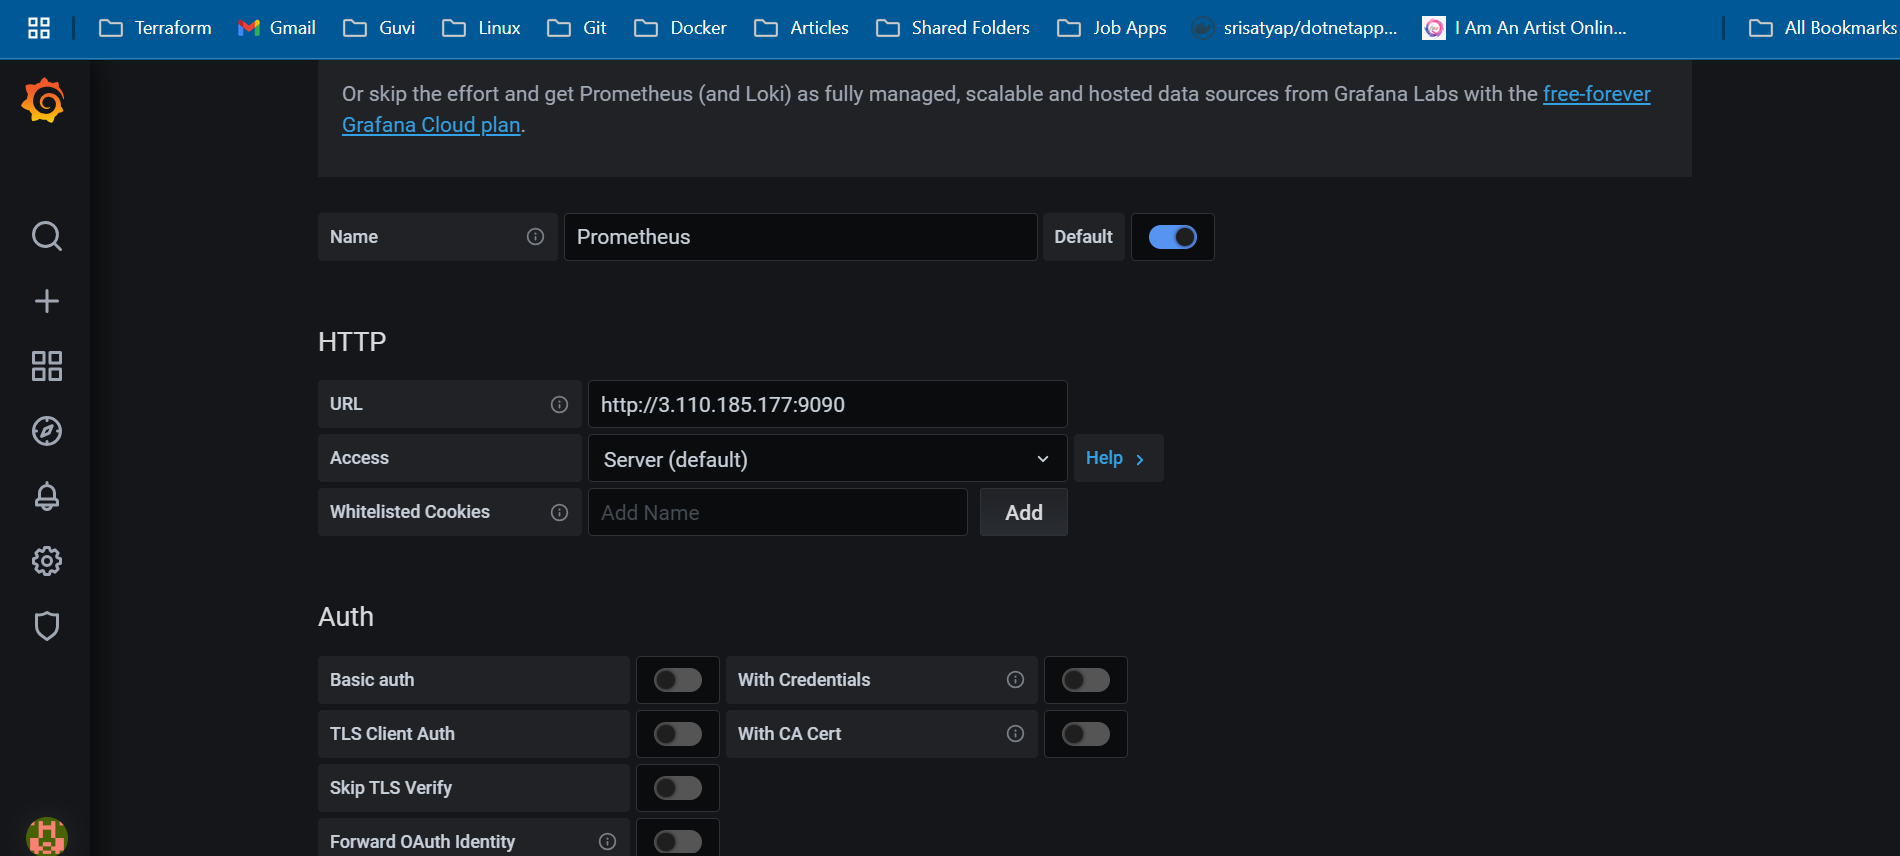 Terraform Gmail Guvi Linux Git Docker Articles Shared Folders Job Apps srisatyap/dotnetapp... I Am An Artist Onlin... All Bookmarks
Or skip the effort and get Prometheus (and Loki) as fully managed, scalable and hosted data sources from Grafana Labs with the free-forever
Grafana Cloud plan.
Name Prometheus Default
HTTP
URL http://3.110.185.177:9090
Access Server (default) Help
Whitelisted Cookies Add Name Add
Auth
Basic auth With Credentials
TLS Client Auth With CA Cert
Skip TLS Verify
Forward OAuth Identity